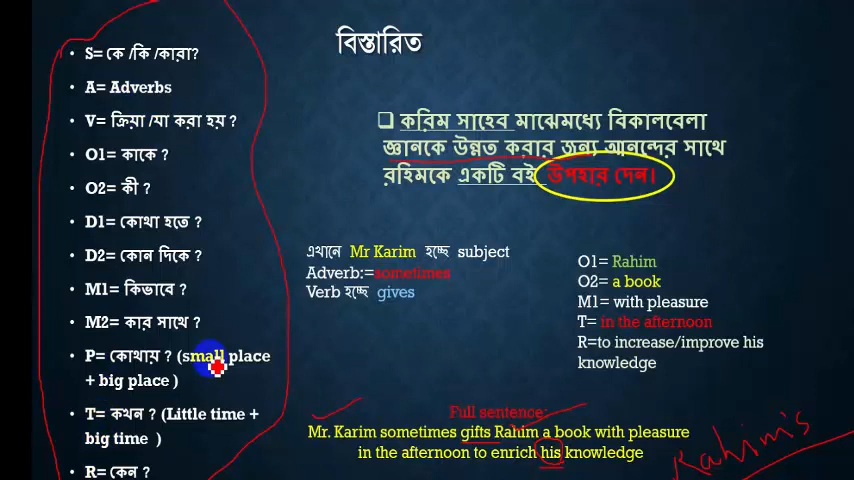 বিস্তারিত
• S= কে /কি /কারা?
• A= Adverbs
• V= ক্রিয়া /যা করা হয় ?
• O1= কাকে ?
• O2= কী ?
• D1= কোথা হতে ?
• D2= কোন দিকে ?
• M1= কিভাবে ?
• M2= কার সাথে ?
• P= কোথায় ? (small place
+ big place )
• T= কখন ? (Little time +
big time )
• R= কেন ?
❑ করিম সাহেব মাঝেমধ্যে বিকালবেলা
জ্ঞানকে উন্নত করার জন্য আনন্দের সাথে
রহিমকে একটি বই উপহার দেন।
এখানে Mr Karim হচ্ছে subject
Adverb:=sometimes
Verb হচ্ছে gives
O1= Rahim
O2= a book
M1= with pleasure
T= in the afternoon
R=to increase/improve his
knowledge
Full sentence:
Mr. Karim sometimes gifts Rahim a book with pleasure
in the afternoon to enrich his knowledge
Rahim's